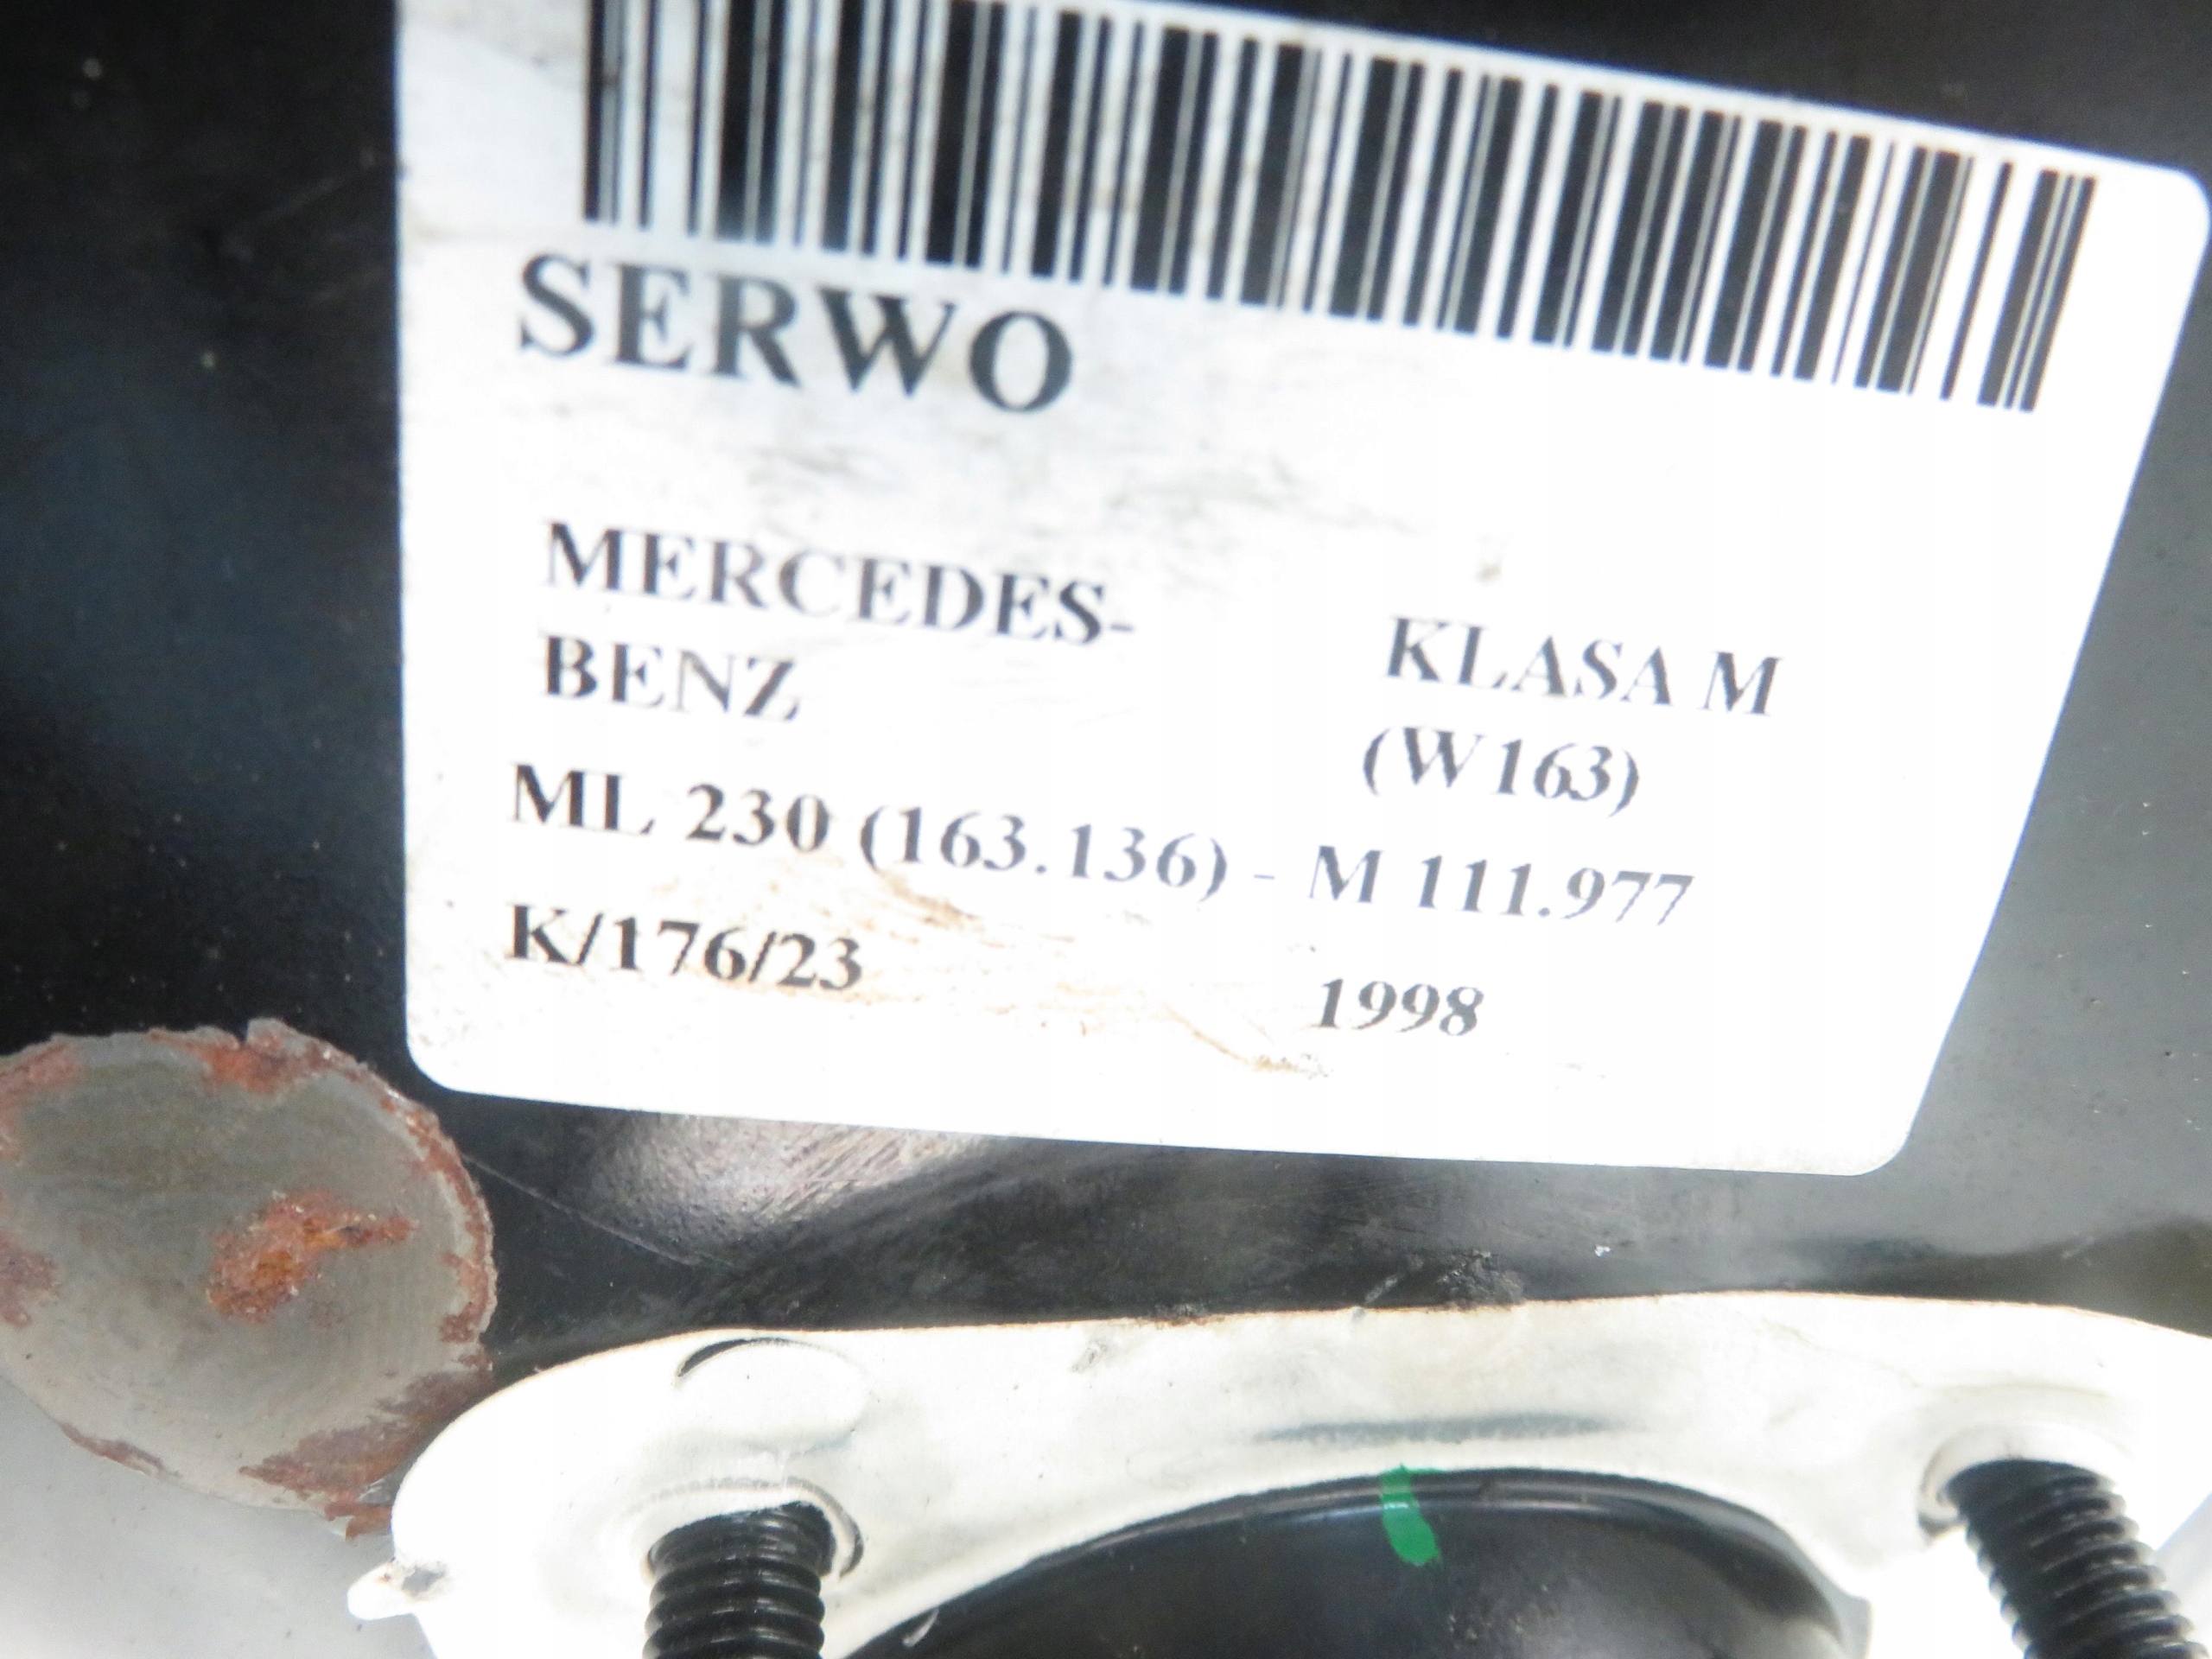 SERWO
MERCEDES-
BENZ
KLASA M
(W163)
ML 230 (163.136) - M 111.977
K/176/23
1998